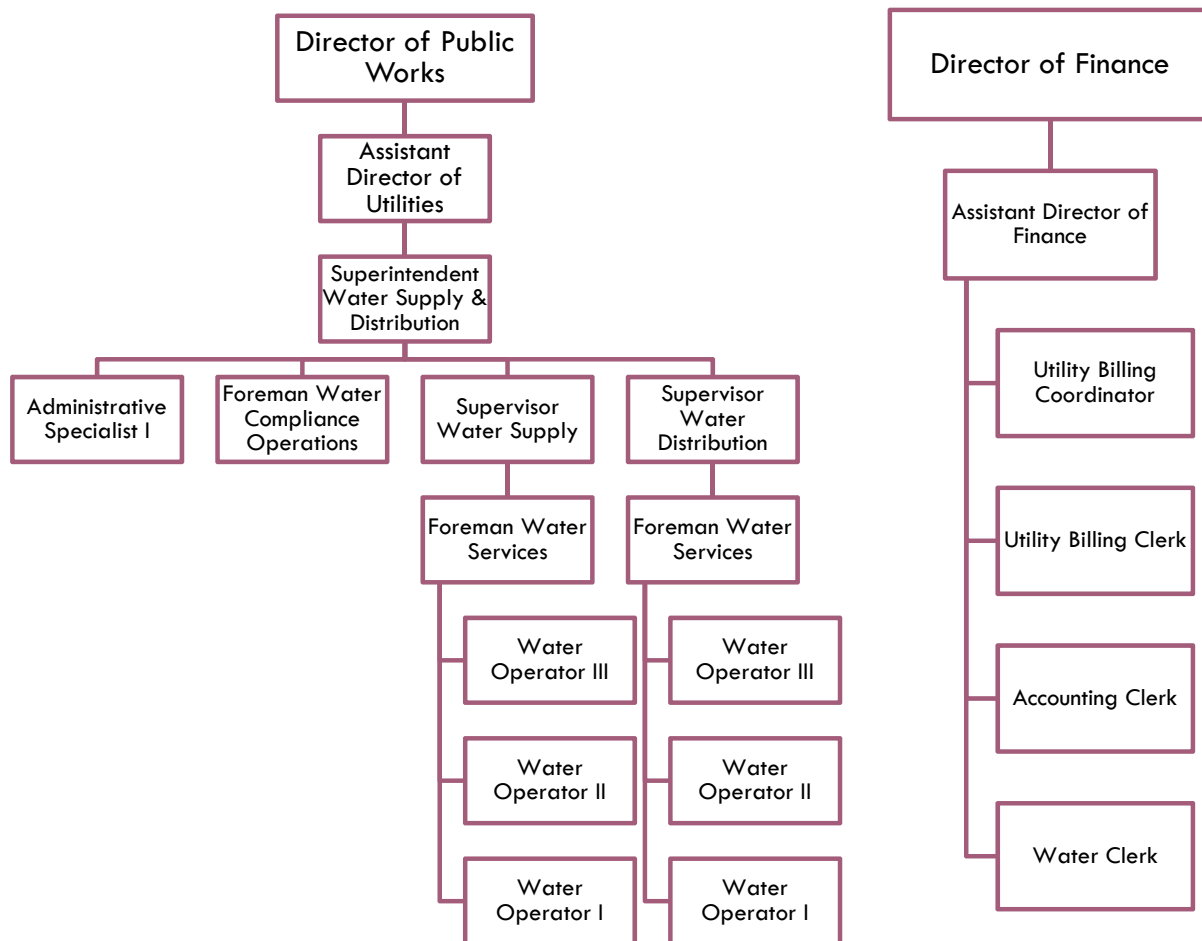 Director of Public
Works
Assistant
Director of
Utilities
Superintendent
Water Supply &
Distribution
Administrative
Specialist I
Foreman Water
Compliance
Operations
Supervisor
Water Supply
Supervisor
Water
Distribution
Foreman Water
Services
Foreman Water
Services
Water
Operator III
Water
Operator III
Water
Operator II
Water
Operator II
Water
Operator I
Water
Operator I
Director of Finance
Assistant Director of
Finance
Utility Billing
Coordinator
Utility Billing Clerk
Accounting Clerk
Water Clerk